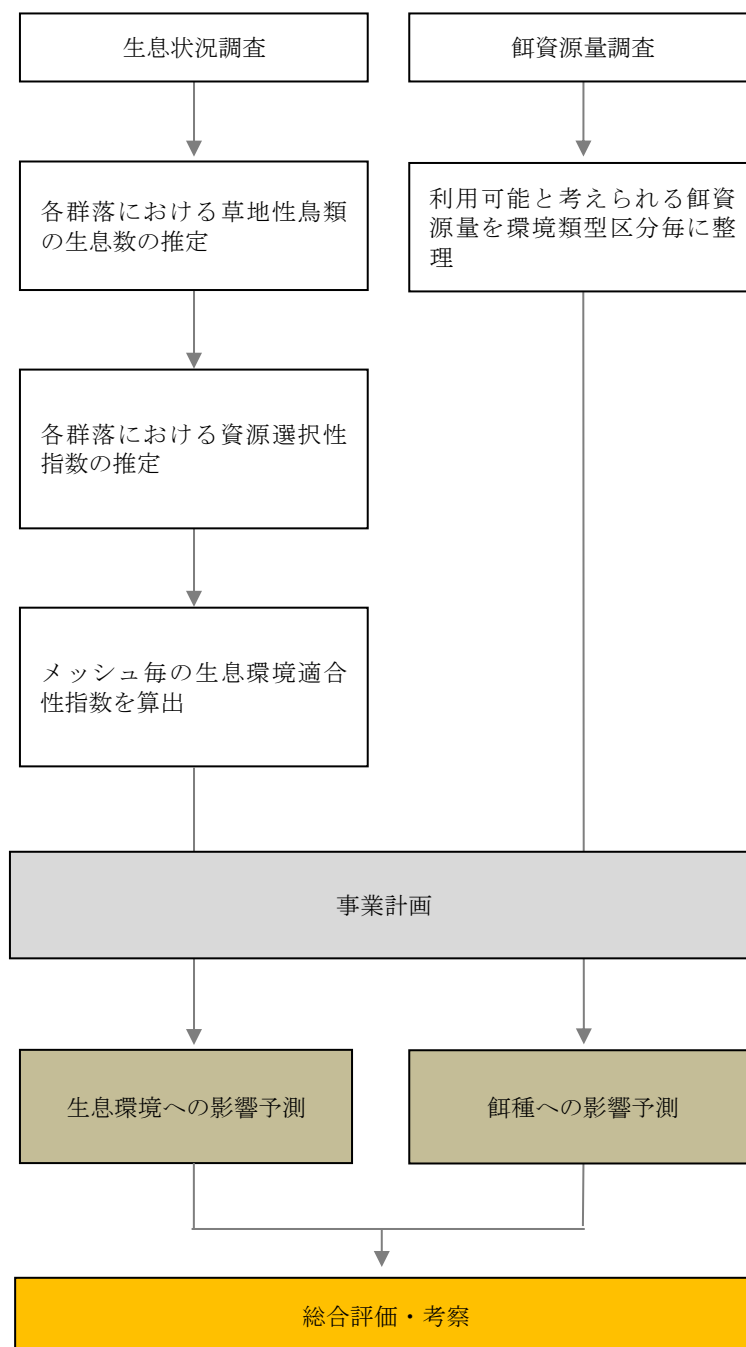 生息状況調査
餌資源量調査
各群落における草地性鳥類
の生息数の推定
利用可能と考えられる餌資
源量を環境類型区分毎に整
理
各群落における資源選択性
指数の推定
メッシュ毎の生息環境適合
性指数を算出
事業計画
生息環境への影響予測
餌種への影響予測
総合評価・考察